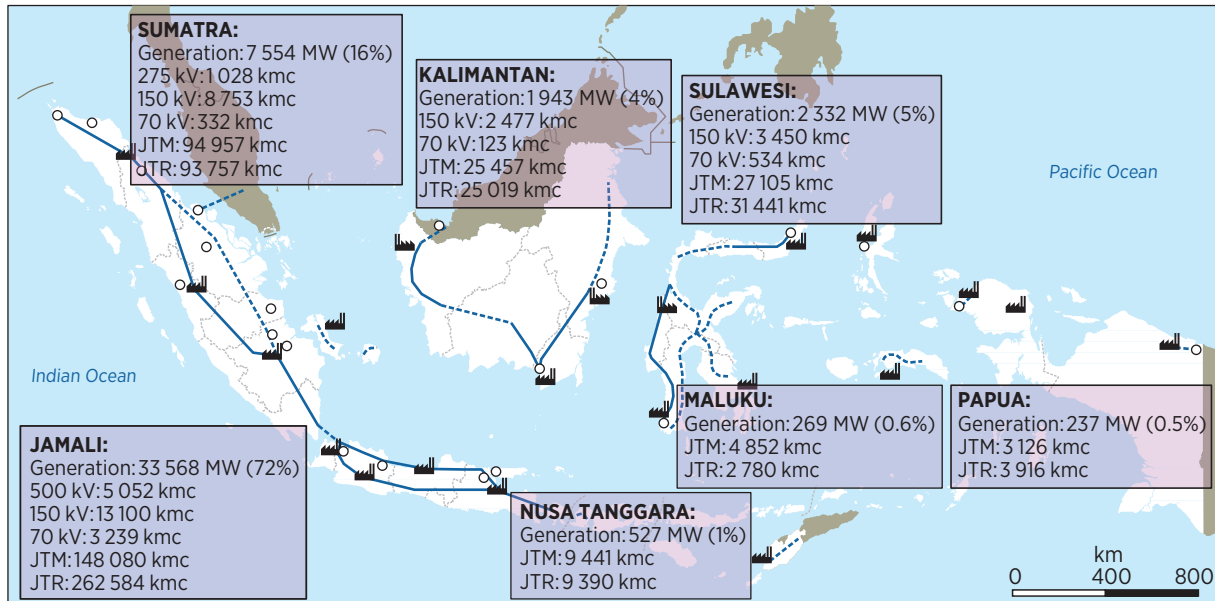 SUMATRA:
Generation: 7 554 MW (16%)
275 kV: 1 028 kmc
150 kV: 8 753 kmc
70 kV: 332 kmc
JTM: 94 957 kmc
JTR: 93 757 kmc
KALIMANTAN:
Generation: 1 943 MW (4%)
150 kV: 2 477 kmc
70 kV: 123 kmc
JTM: 25 457 kmc
JTR: 25 019 kmc
SULAWESI:
Generation: 2 332 MW (5%)
150 kV: 3 450 kmc
70 kV: 534 kmc
JTM: 27 105 kmc
JTR: 31 441 kmc
Pacific Ocean
Indian Ocean
JAMALI:
Generation: 33 568 MW (72%)
500 kV: 5 052 kmc
150 kV: 13 100 kmc
70 kV: 3 239 kmc
JTM: 148 080 kmc
JTR: 262 584 kmc
NUSA TANGGARA:
Generation: 527 MW (1%)
JTM: 9 441 kmc
JTR: 9 390 kmc
MALUKU:
Generation: 269 MW (0.6%)
JTM: 4 852 kmc
JTR: 2 780 kmc
PAPUA:
Generation: 237 MW (0.5%)
JTM: 3 126 kmc
JTR: 3 916 kmc
km
0 400 800